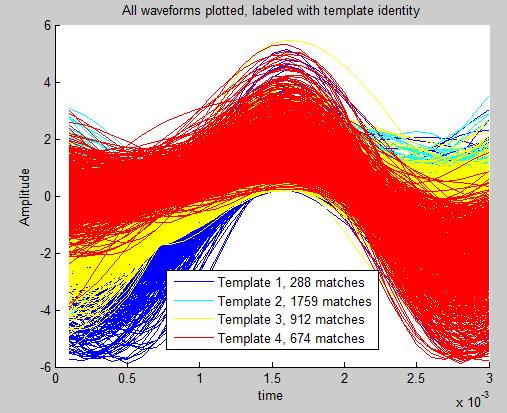 All waveforms plotted, labeled with template identity
Amplitude
6
4
2
0
-2
-4
-6
Template 1, 288 matches
Template 2, 1759 matches
Template 3, 912 matches
Template 4, 674 matches
0 0.5 1 1.5 2 2.5 3
x 10^-3
time